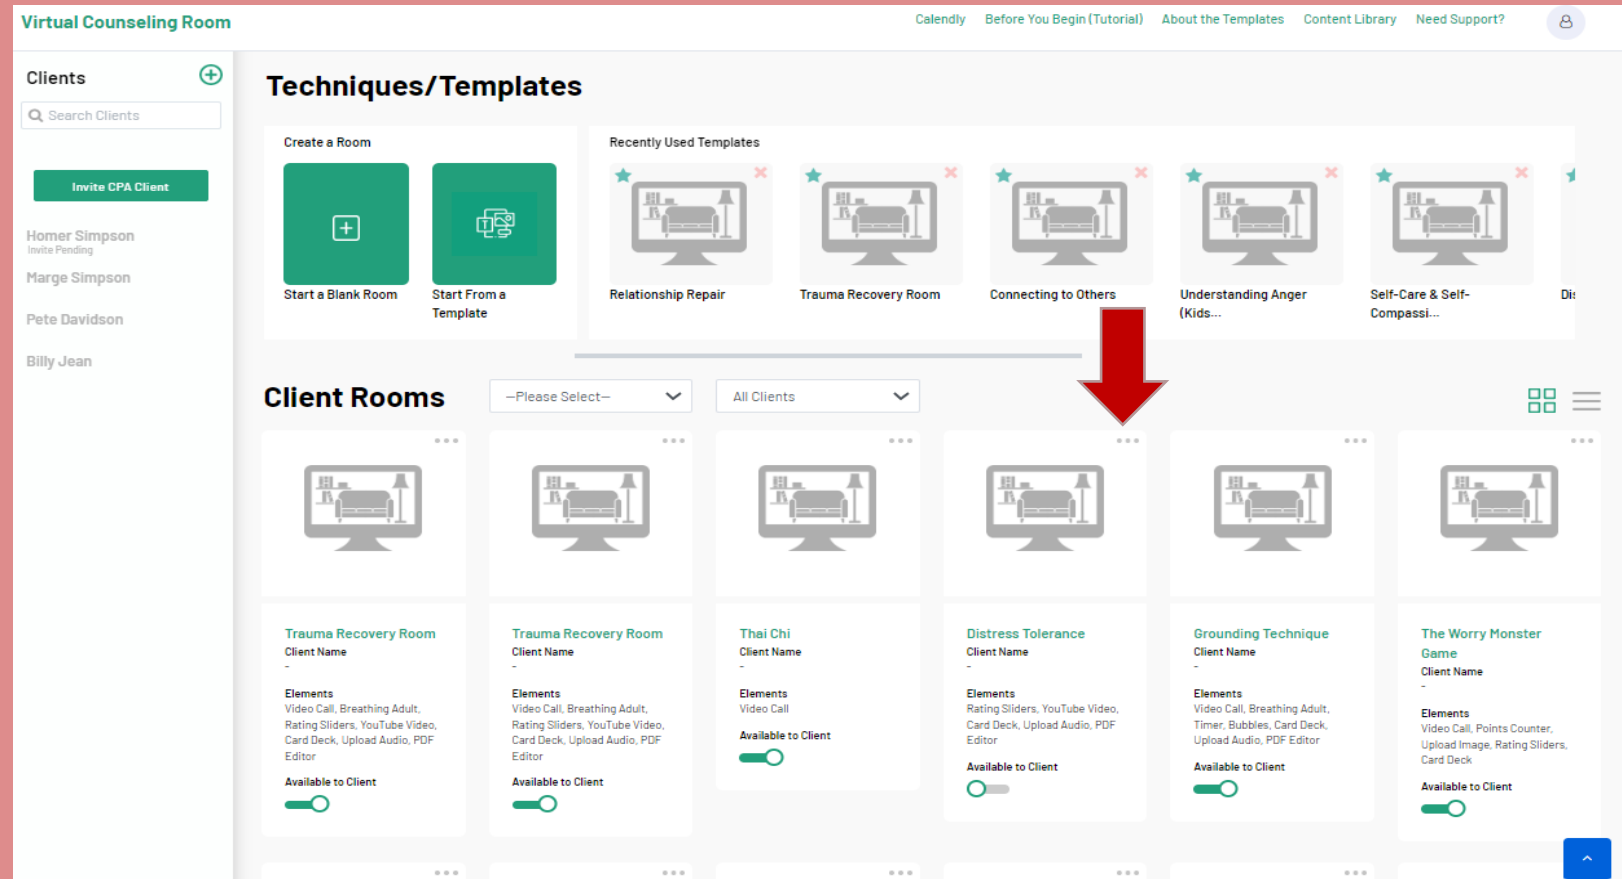 Virtual Counseling Room
Calendly
Before You Begin (Tutorial)
About the Templates
Content Library
Need Support?
Clients
Search Clients
Invite CPA Client
Homer Simpson
Invite Pending
Marge Simpson
Pete Davidson
Billy Jean
Techniques/Templates
Create a Room
Start a Blank Room
Start From a
Template
Recently Used Templates
Relationship Repair
Trauma Recovery Room
Connecting to Others
Understanding Anger
(Kids...
Self-Care & Self-
Compassi...
Dis
Client Rooms
—Please Select—
All Clients
Trauma Recovery Room
Client Name
-
Elements
Video Call, Breathing Adult,
Rating Sliders, YouTube Video,
Card Deck, Upload Audio, PDF
Editor
Available to Client
Trauma Recovery Room
Client Name
-
Elements
Video Call, Breathing Adult,
Rating Sliders, YouTube Video,
Card Deck, Upload Audio, PDF
Editor
Available to Client
Thai Chi
Client Name
-
Elements
Video Call
Available to Client
Distress Tolerance
Client Name
-
Elements
Rating Sliders, YouTube Video,
Card Deck, Upload Audio, PDF
Editor
Available to Client
Grounding Technique
Client Name
-
Elements
Video Call, Breathing Adult,
Timer, Bubbles, Card Deck,
Upload Audio, PDF Editor
Available to Client
The Worry Monster
Game
Client Name
-
Elements
Video Call, Points Counter,
Upload Image, Rating Sliders,
Card Deck
Available to Client